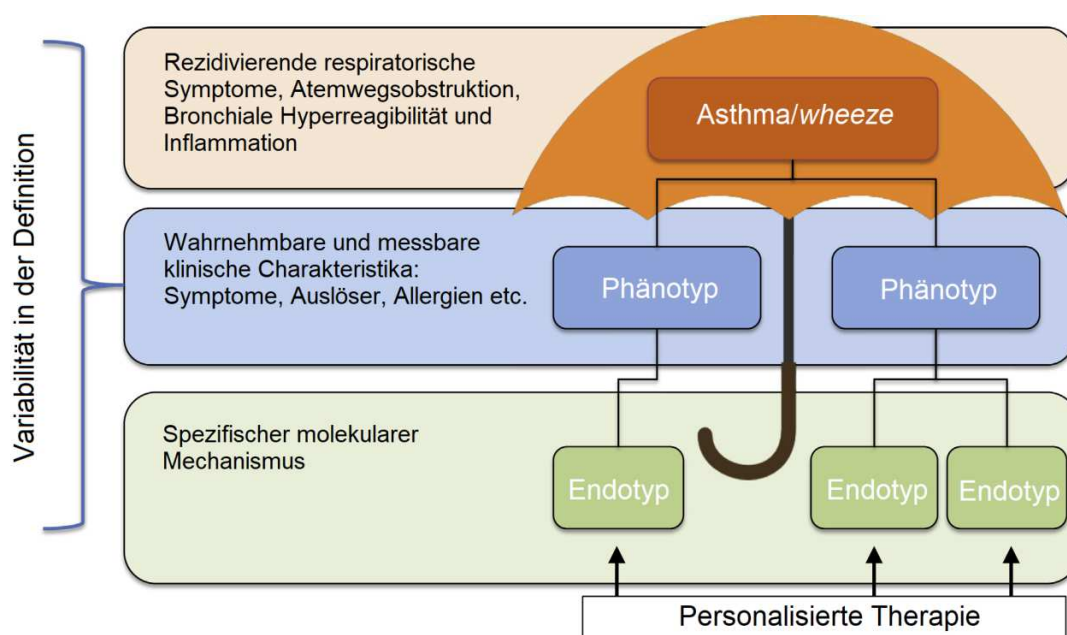 Variabilität in der Definition
Rezidivierende respiratorische
Symptome, Atemwegsobstruktion,
Bronchiale Hyperreagibilität und
Inflammation
Asthma/wheeze
Wahrnehmbare und messbare
klinische Charakteristika:
Symptome, Auslöser, Allergien etc.
Phänotyp
Phänotyp
Spezifischer molekularer
Mechanismus
Endotyp
Endotyp
Endotyp
Personalisierte Therapie